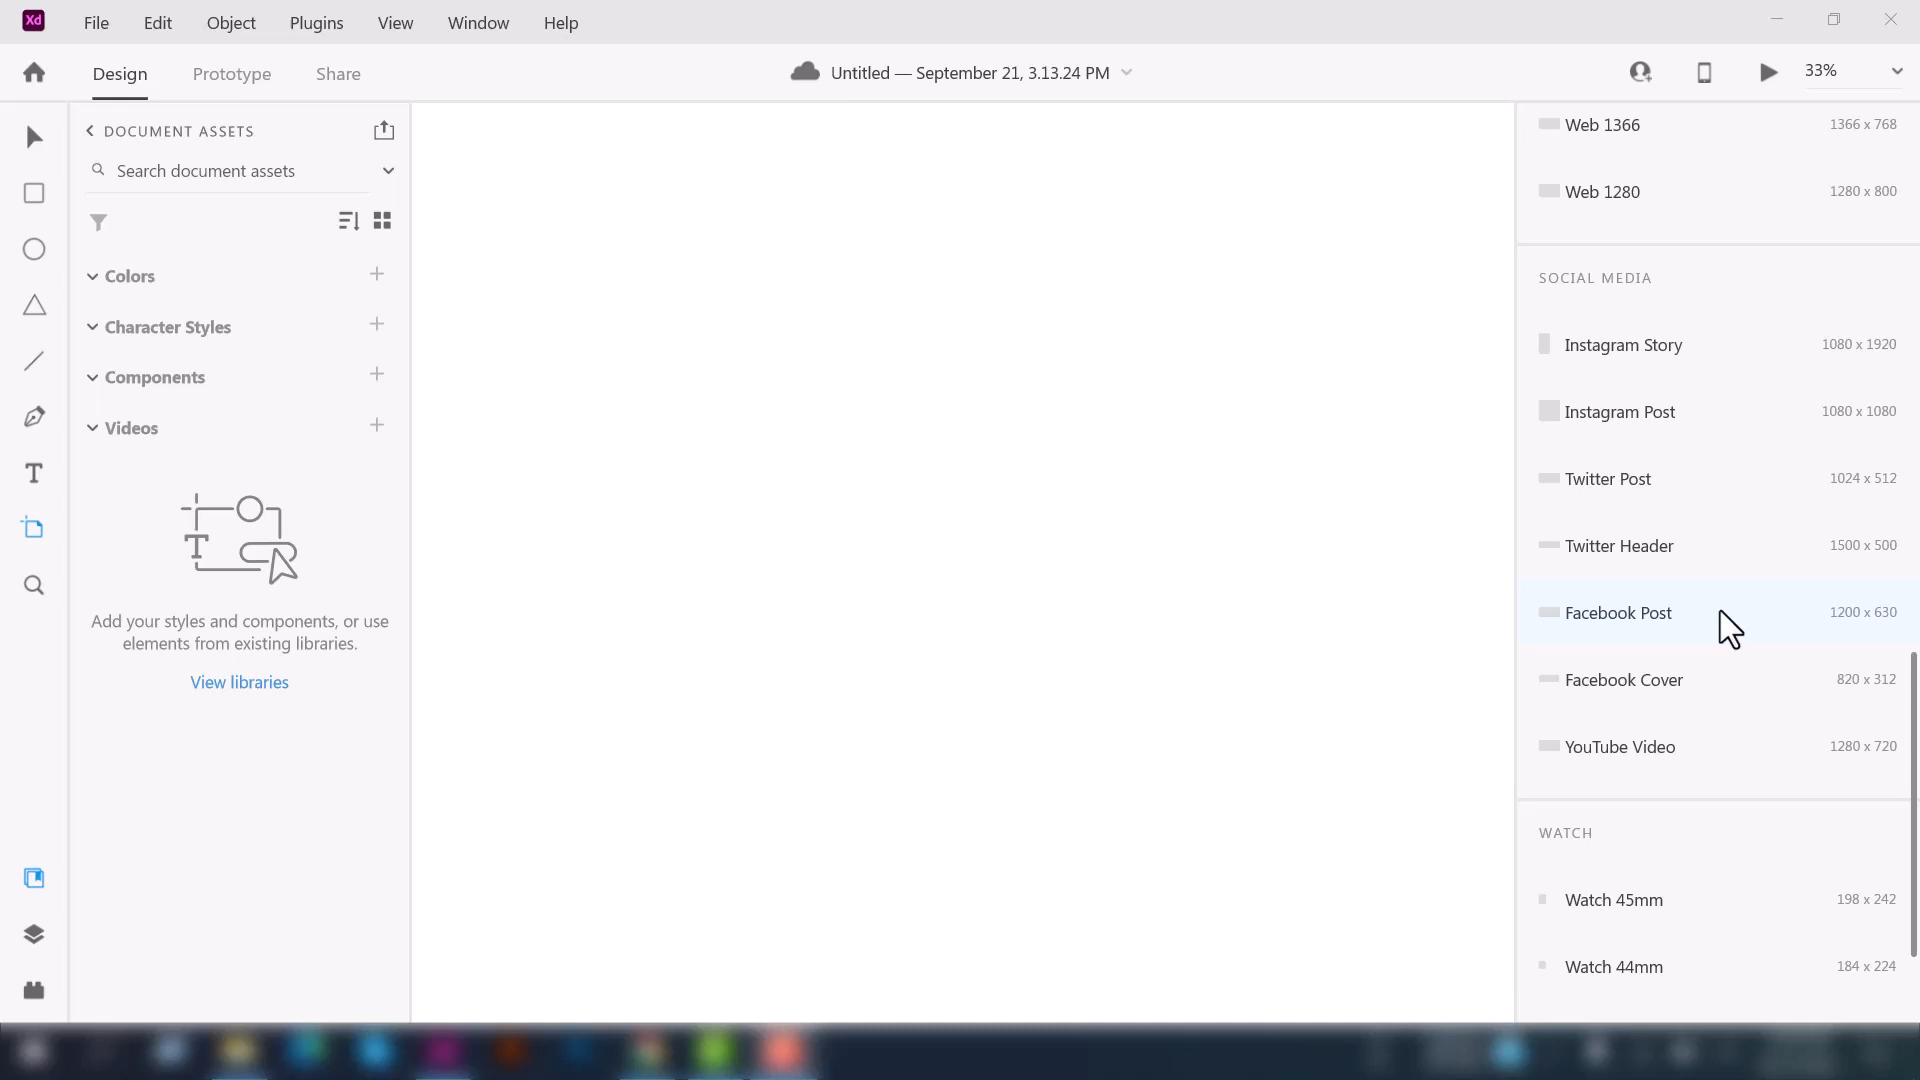 Xd File Edit Object Plugins View Window Help
Design Prototype Share Untitled — September 21, 3.13.24 PM 33%
DOCUMENT ASSETS
Search document assets
Colors
Character Styles
Components
Videos
T
Add your styles and components, or use
elements from existing libraries.
View libraries
Web 1366 1366 x 768
Web 1280 1280 x 800
SOCIAL MEDIA
Instagram Story 1080 x 1920
Instagram Post 1080 x 1080
Twitter Post 1024 x 512
Twitter Header 1500 x 500
Facebook Post 1200 x 630
Facebook Cover 820 x 312
YouTube Video 1280 x 720
WATCH
Watch 45mm 198 x 242
Watch 44mm 184 x 224